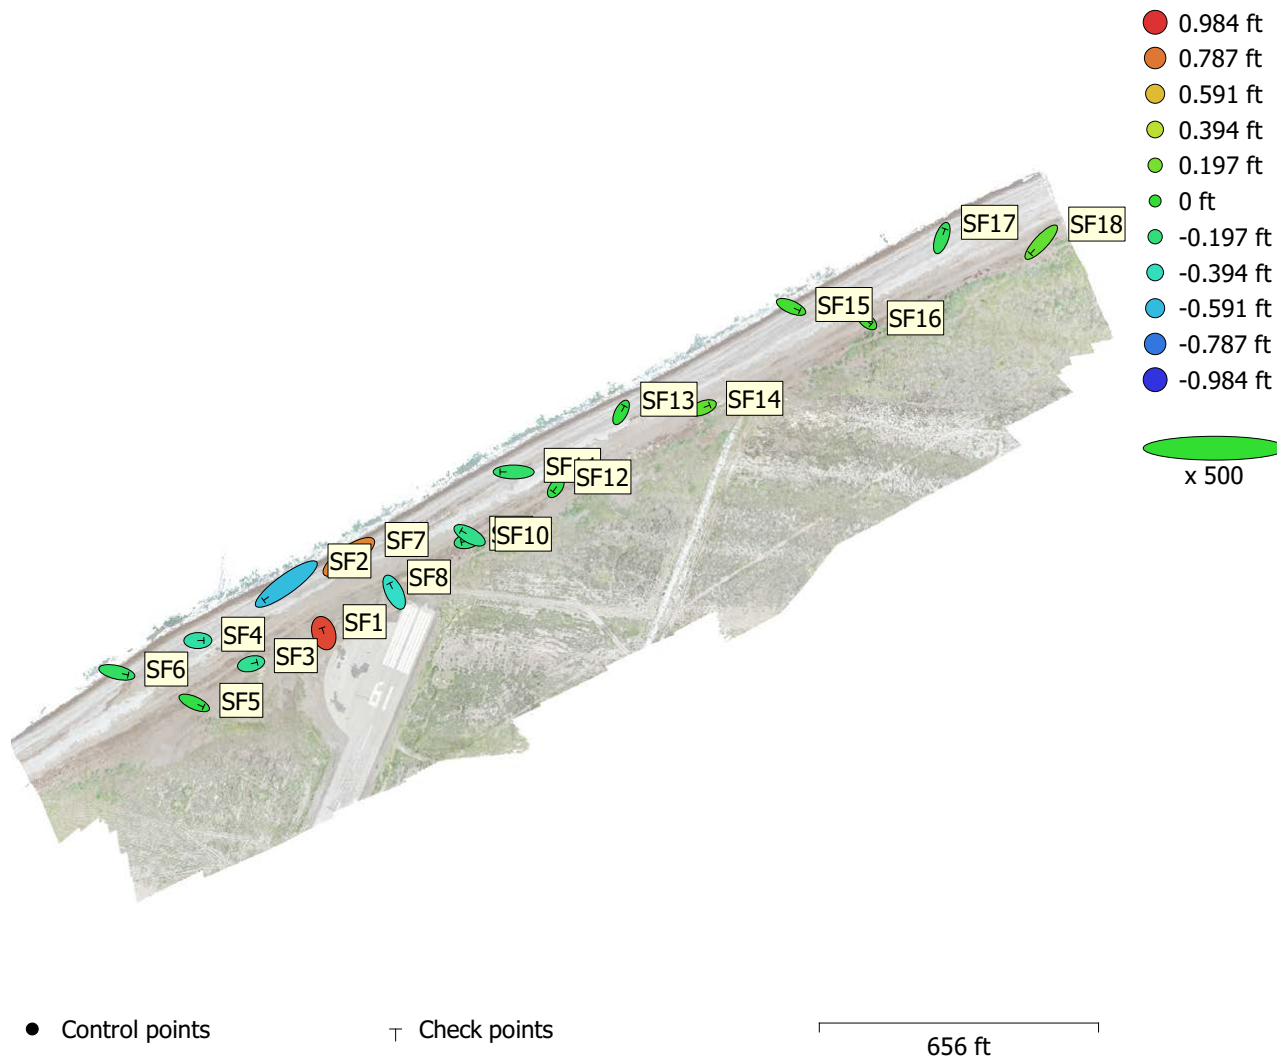 0.984 ft
0.787 ft
0.591 ft
0.394 ft
0.197 ft
0 ft
-0.197 ft
-0.394 ft
-0.591 ft
-0.787 ft
-0.984 ft
x 500
SF17
SF18
SF15
SF16
SF13
SF14
SF12
SF10
SF7
SF2
SF8
SF1
SF4
SF3
SF6
SF5
19
Control points
Check points
656 ft